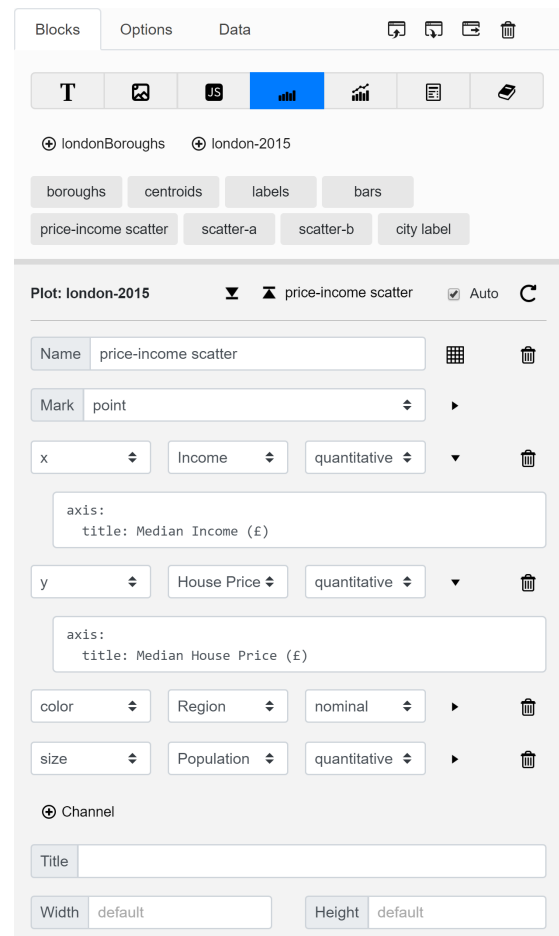 Blocks Options Data
T JS
londonBoroughs london-2015
boroughs centroids labels bars
price-income scatter scatter-a scatter-b city label
Plot: london-2015 price-income scatter Auto
Name price-income scatter
Mark point
x Income quantitative
axis:
title: Median Income (£)
y House Price quantitative
axis:
title: Median House Price (£)
color Region nominal
size Population quantitative
Channel
Title
Width default Height default